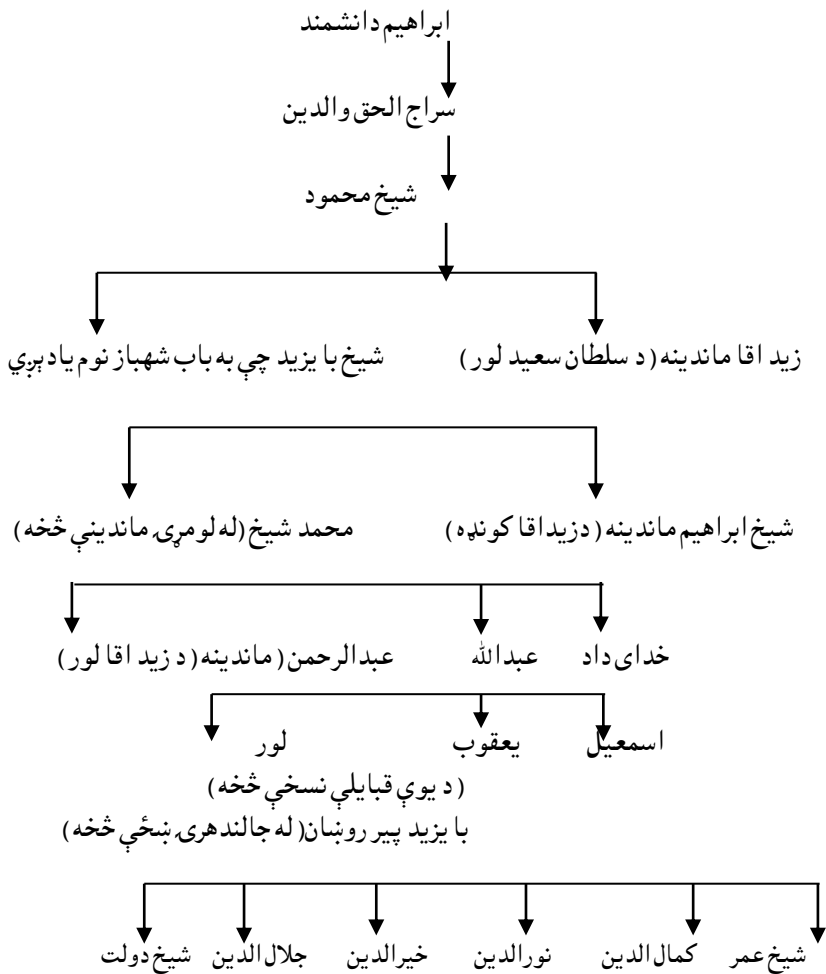 ابراهیم دانشمند
سراج الحق والدین
شیخ محمود
زید اقا ماندینه (د سلطان سعید لور) شیخ با یزید چې به باب شهباز نوم یادېږي
شیخ ابراهیم ماندینه (دزیداقا کونډه) محمد شیخ (له لومړۍ ماندینې څخه)
خدای داد عبدالله عبدالرحمن (ماندینه (د زید اقا لور)
اسمعیل یعقوب لور
(د یوې قبایلې نسخې څخه)
با یزید پیر روښان (له جالندهرۍ ښځې څخه)
شیخ عمر کمال الدین نورالدین خیرالدین جلال الدین شیخ دولت